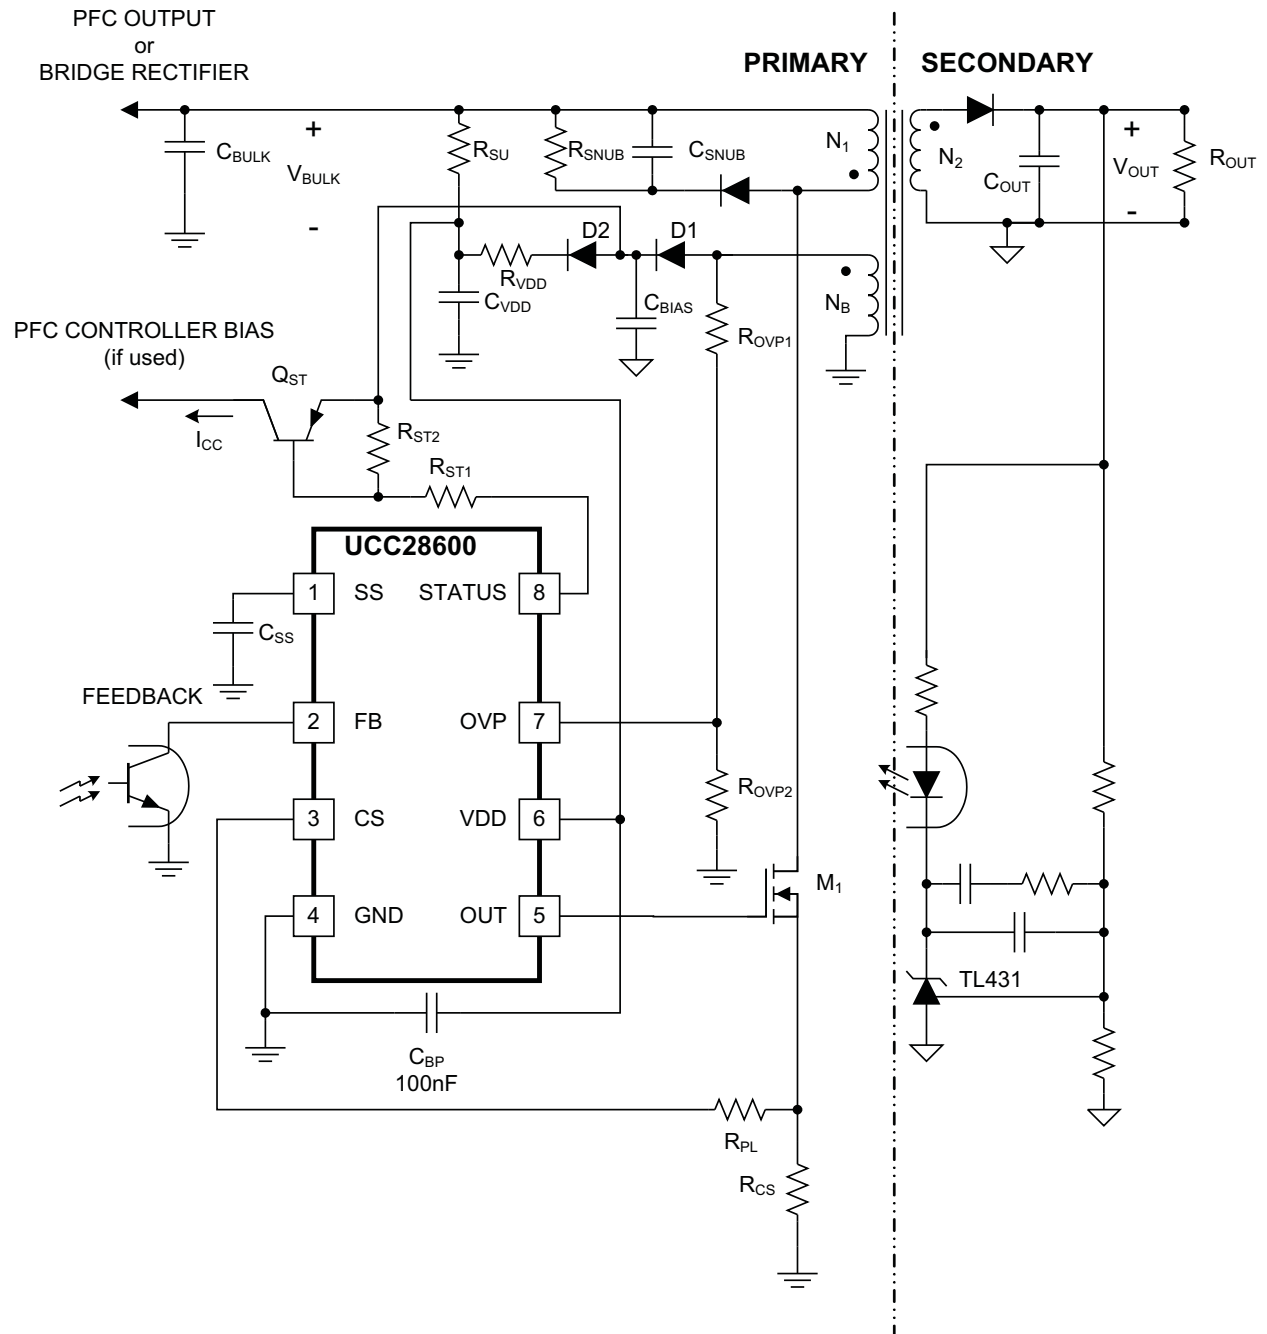 PFC OUTPUT
or
BRIDGE RECTIFIER
PRIMARY
SECONDARY
CBULK
+
VBULK
-
RSU
RSNUB
CSNUB
N1
N2
COUT
+
VOUT
-
ROUT
D2
D1
RVDD
CVDD
CBIAS
NB
ROVP1
PFC CONTROLLER BIAS
(if used)
QST
ICC
RST2
RST1
UCC28600
1 SS STATUS 8
CSS
FEEDBACK
2 FB OVP 7
ROVP2
3 CS VDD 6
M1
4 GND OUT 5
TL431
CBP
100nF
RPL
RCS